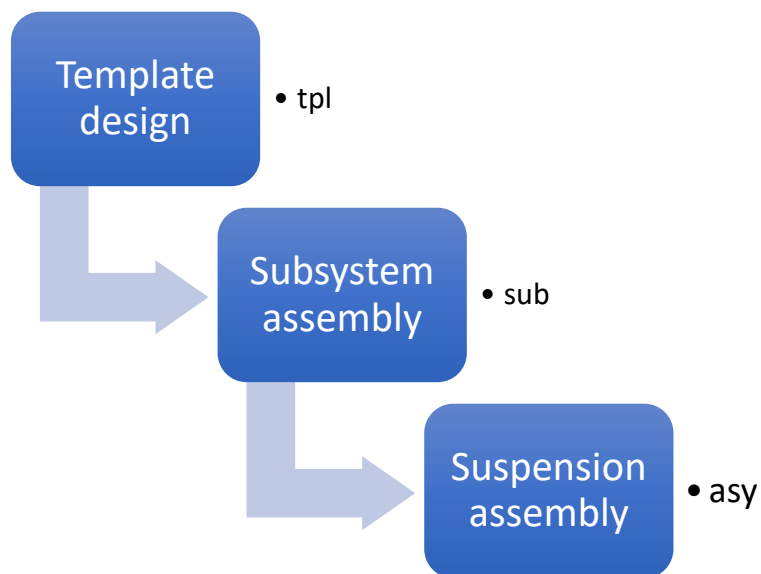 Template
design
• tpl
Subsystem
assembly
• sub
Suspension
assembly
• asy